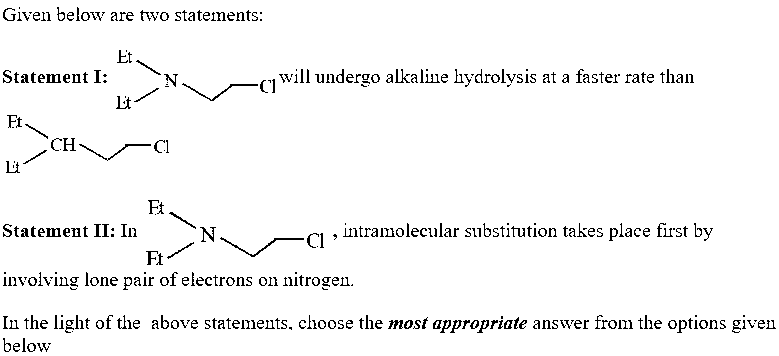 Given below are two statements:
Et
Statement I: N Cl will undergo alkaline hydrolysis at a faster rate than
Et
Et
CH Cl
Et
Et
Statement II: In N Cl , intramolecular substitution takes place first by
Et
involving lone pair of electrons on nitrogen.
In the light of the above statements, choose the most appropriate answer from the options given
below